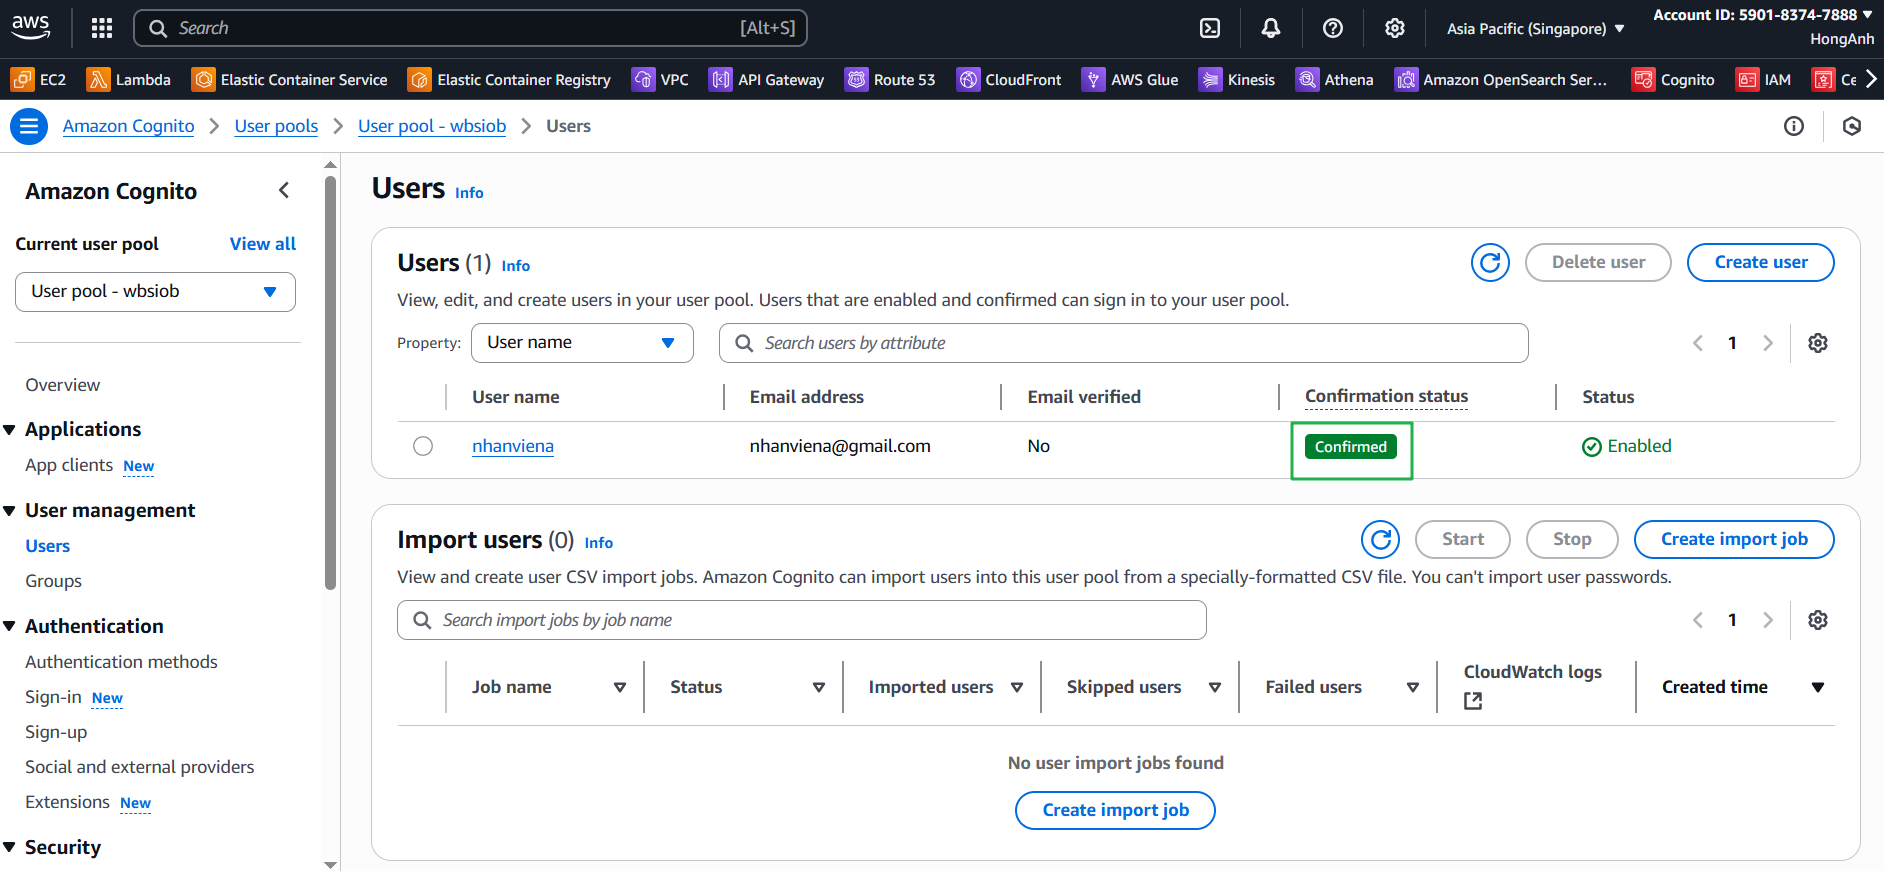 aws
Search [Alt+S]
Asia Pacific (Singapore)
Account ID: 5901-8374-7888
HongAnh
EC2 Lambda Elastic Container Service Elastic Container Registry VPC API Gateway Route 53 CloudFront AWS Glue Kinesis Athena Amazon OpenSearch Ser... Cognito IAM Ce
Amazon Cognito > User pools > User pool - wbsiob > Users
Amazon Cognito
Current user pool View all
User pool - wbsiob
Overview
Applications
App clients New
User management
Users
Groups
Authentication
Authentication methods
Sign-in New
Sign-up
Social and external providers
Extensions New
Security
Users Info
Users (1) Info
Delete user
Create user
View, edit, and create users in your user pool. Users that are enabled and confirmed can sign in to your user pool.
Property: User name Search users by attribute 1
User name Email address Email verified Confirmation status Status
nhanviena nhanviena@gmail.com No Confirmed Enabled
Import users (0) Info
Start
Stop
Create import job
View and create user CSV import jobs. Amazon Cognito can import users into this user pool from a specially-formatted CSV file. You can't import user passwords.
Search import jobs by job name 1
Job name Status Imported users Skipped users Failed users CloudWatch logs Created time
No user import jobs found
Create import job